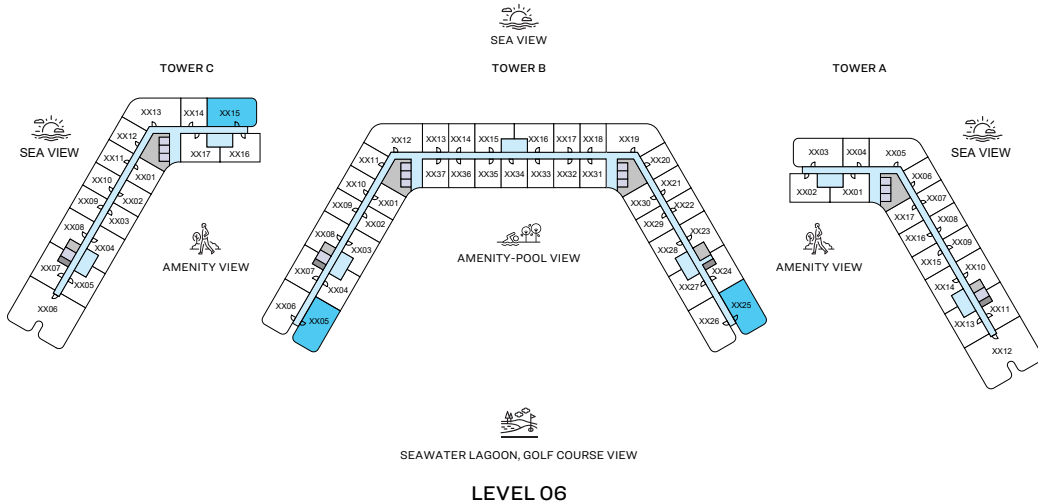 SEA VIEW
TOWER C
TOWER B
TOWER A
SEA VIEW
SEA VIEW
XX13
XX14
XX15
XX12
XX11
XX10
XX09
XX08
XX07
XX06
XX17
XX16
XX01
XX02
XX03
XX04
XX05
AMENITY VIEW
XX12
XX13
XX14
XX15
XX16
XX17
XX18
XX19
XX11
XX10
XX09
XX08
XX07
XX06
XX37
XX36
XX35
XX34
XX33
XX32
XX31
XX01
XX02
XX03
XX04
XX05
XX20
XX21
XX22
XX23
XX24
XX25
XX30
XX29
XX28
XX27
XX26
AMENITY-POOL VIEW
XX03
XX04
XX05
XX02
XX01
XX06
XX07
XX08
XX09
XX10
XX11
XX12
XX17
XX16
XX15
XX14
XX13
AMENITY VIEW
SEAWATER LAGOON, GOLF COURSE VIEW
LEVEL 06